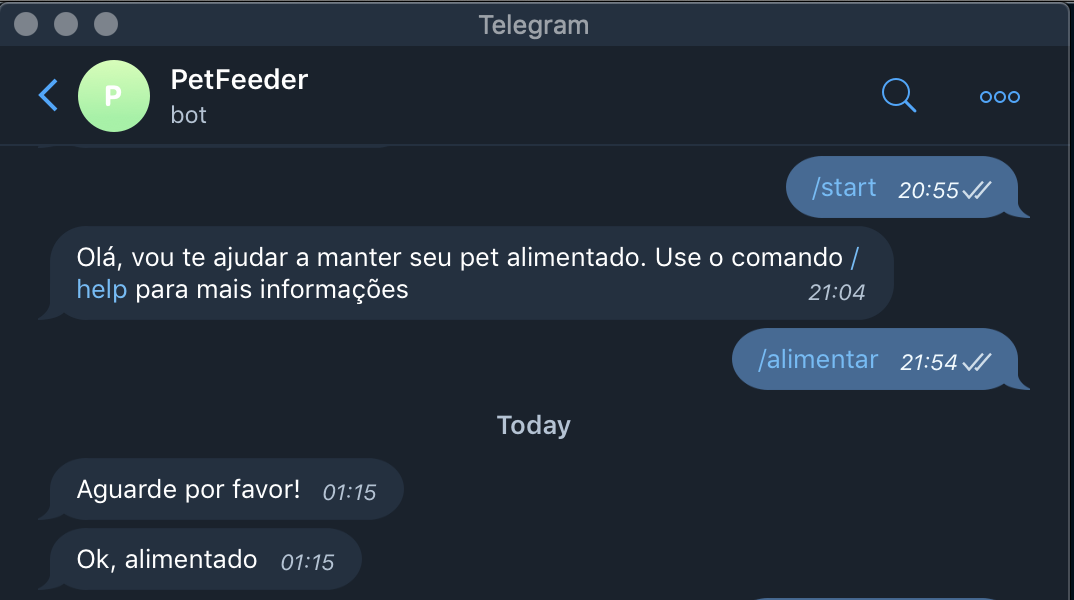 Telegram
P
PetFeeder
bot
/start 20:55
Olá, vou te ajudar a manter seu pet alimentado. Use o comando /
help para mais informações 21:04
/alimentar 21:54
Today
Aguarde por favor! 01:15
Ok, alimentado 01:15